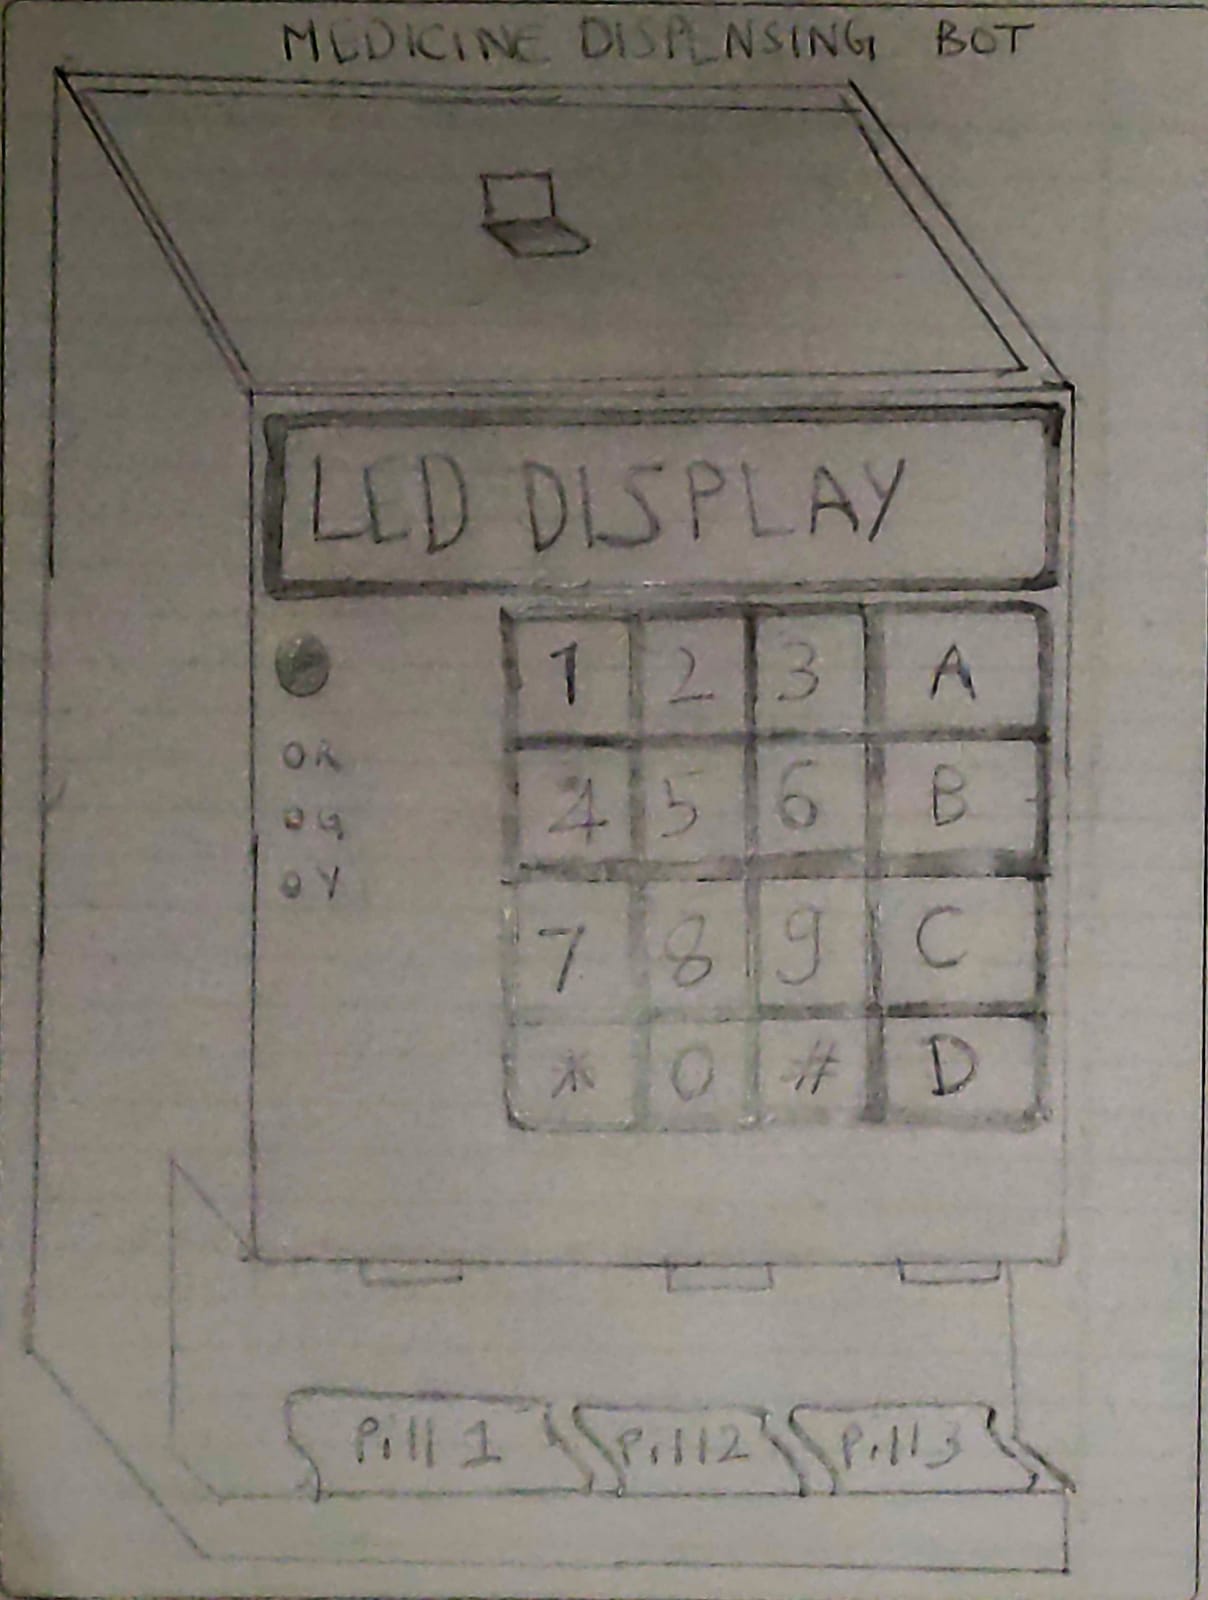 MEDICINE DISPENSING BOT
LED DISPLAY
1 2 3 A
R
4 5 6 B
G
Y
7 8 9 C
* 0 # D
Pill 1 Pill 2 Pill 3